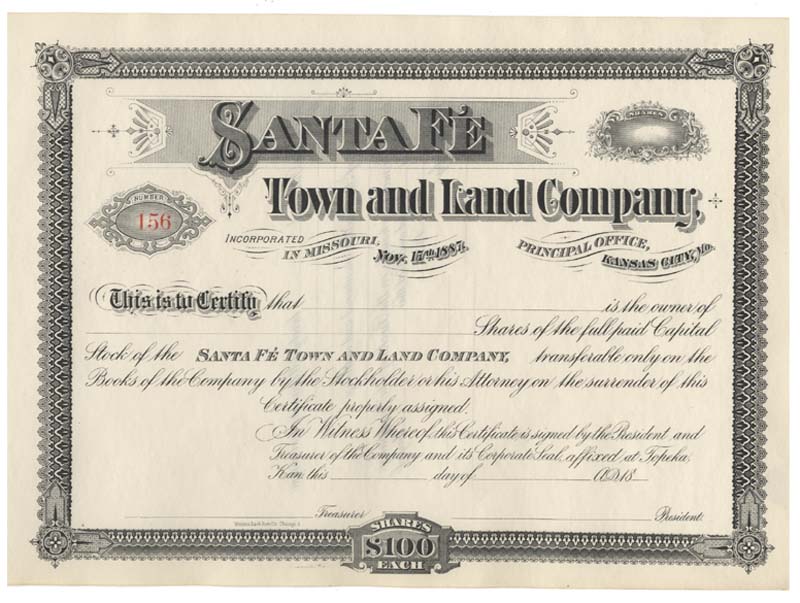 SANTA FÉ
SHARES
Town and Land Company,
NUMBER
156
INCORPORATED IN MISSOURI, Nov. 17th 1887.
PRINCIPAL OFFICE, KANSAS CITY, Mo.
This is to Certify that is the owner of
Shares of the full paid Capital
Stock of the SANTA FÉ TOWN AND LAND COMPANY, transferable only on the
Books of the Company by the Stockholder or his Attorney on the surrender of this
Certificate properly assigned.
In Witness Whereof, this Certificate is signed by the President and
Treasurer of the Company and its Corporate Seal affixed at Topeka,
Kan. this day of A.D. 18
Treasurer President.
SHARES
$100
EACH